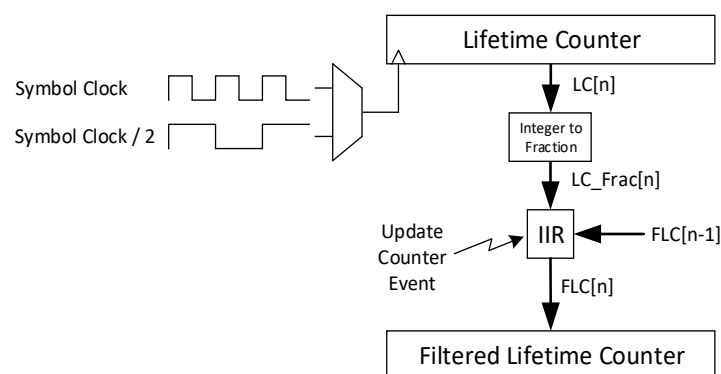 Lifetime Counter
Symbol Clock
LC[n]
Symbol Clock / 2
Integer to
Fraction
LC_Frac[n]
Update
Counter
Event
IIR
FLC[n-1]
FLC[n]
Filtered Lifetime Counter